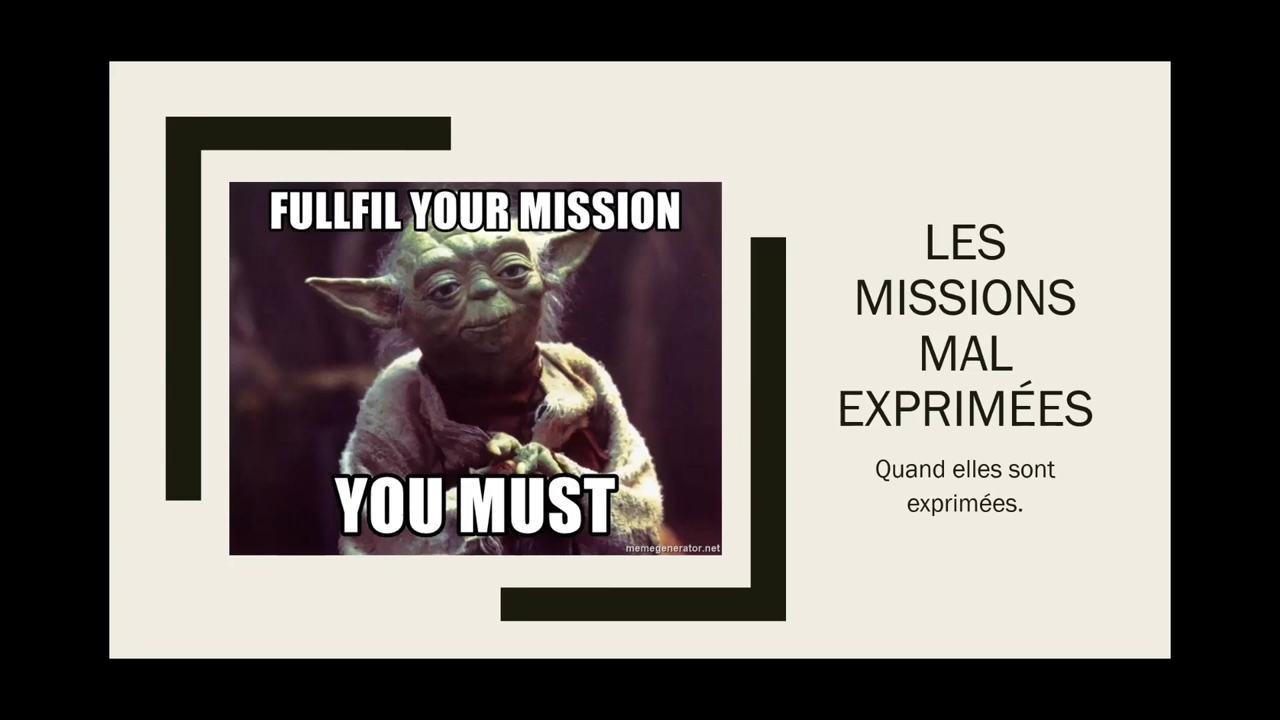 FULLFIL YOUR MISSION
YOU MUST
memegenerator.net
LES
MISSIONS
MAL
EXPRIMÉES
Quand elles sont
exprimées.